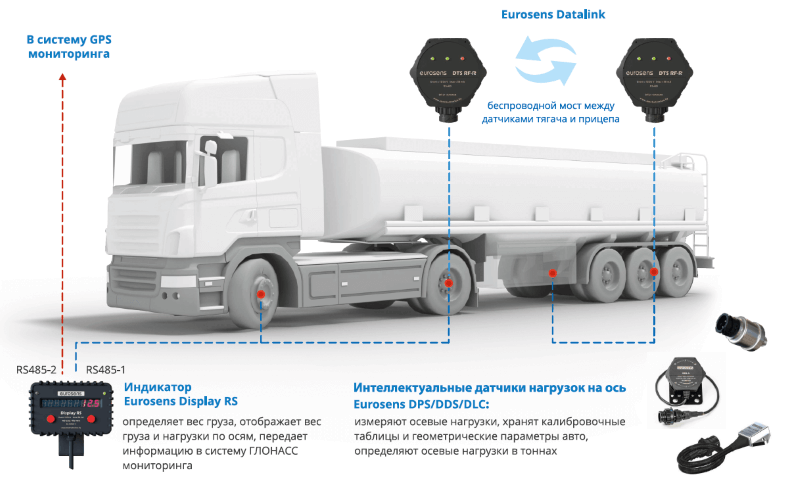 Eurosens Datalink
В систему GPS
мониторинга
eurosens
DTS RF-R
eurosens
DTS RF-R
беспроводной мост между
датчиками тягача и прицепа
RS485-2
RS485-1
eurosens
Display RS
Индикатор
Eurosens Display RS
определяет вес груза, отображает вес
груза и нагрузки по осям, передает
информацию в систему ГЛОНАСС
мониторинга
Интеллектуальные датчики нагрузок на ось
Eurosens DPS/DDS/DLC:
измеряют осевые нагрузки, хранят калибровочные
таблицы и геометрические параметры авто,
определяют осевые нагрузки в тоннах